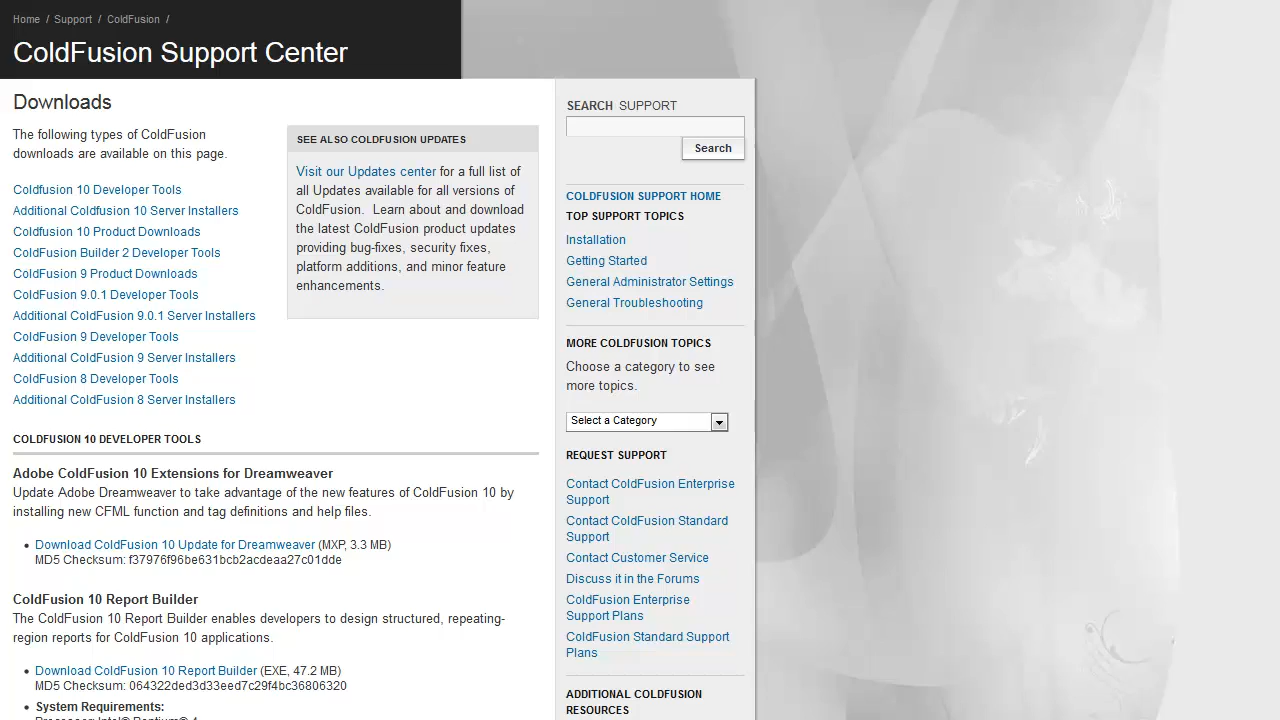 Home / Support / ColdFusion /
ColdFusion Support Center
Downloads
The following types of ColdFusion
downloads are available on this page.
Coldfusion 10 Developer Tools
Additional Coldfusion 10 Server Installers
Coldfusion 10 Product Downloads
ColdFusion Builder 2 Developer Tools
ColdFusion 9 Product Downloads
ColdFusion 9.0.1 Developer Tools
Additional ColdFusion 9.0.1 Server Installers
ColdFusion 9 Developer Tools
Additional ColdFusion 9 Server Installers
ColdFusion 8 Developer Tools
Additional ColdFusion 8 Server Installers
SEE ALSO COLDFUSION UPDATES
Visit our Updates center for a full list of
all Updates available for all versions of
ColdFusion. Learn about and download
the latest ColdFusion product updates
providing bug-fixes, security fixes,
platform additions, and minor feature
enhancements.
COLDFUSION 10 DEVELOPER TOOLS
Adobe ColdFusion 10 Extensions for Dreamweaver
Update Adobe Dreamweaver to take advantage of the new features of ColdFusion 10 by
installing new CFML function and tag definitions and help files.
• Download ColdFusion 10 Update for Dreamweaver (MXP, 3.3 MB)
MD5 Checksum: f37976f96be631bcb2acdeaa27c01dde
ColdFusion 10 Report Builder
The ColdFusion 10 Report Builder enables developers to design structured, repeating-
region reports for ColdFusion 10 applications.
• Download ColdFusion 10 Report Builder (EXE, 47.2 MB)
MD5 Checksum: 064322ded3d33eed7c29f4bc36806320
• System Requirements:
Processor: Intel® Pentium® 4
SEARCH SUPPORT
Search
COLDFUSION SUPPORT HOME
TOP SUPPORT TOPICS
Installation
Getting Started
General Administrator Settings
General Troubleshooting
MORE COLDFUSION TOPICS
Choose a category to see
more topics.
Select a Category
REQUEST SUPPORT
Contact ColdFusion Enterprise
Support
Contact ColdFusion Standard
Support
Contact Customer Service
Discuss it in the Forums
ColdFusion Enterprise
Support Plans
ColdFusion Standard Support
Plans
ADDITIONAL COLDFUSION
RESOURCES